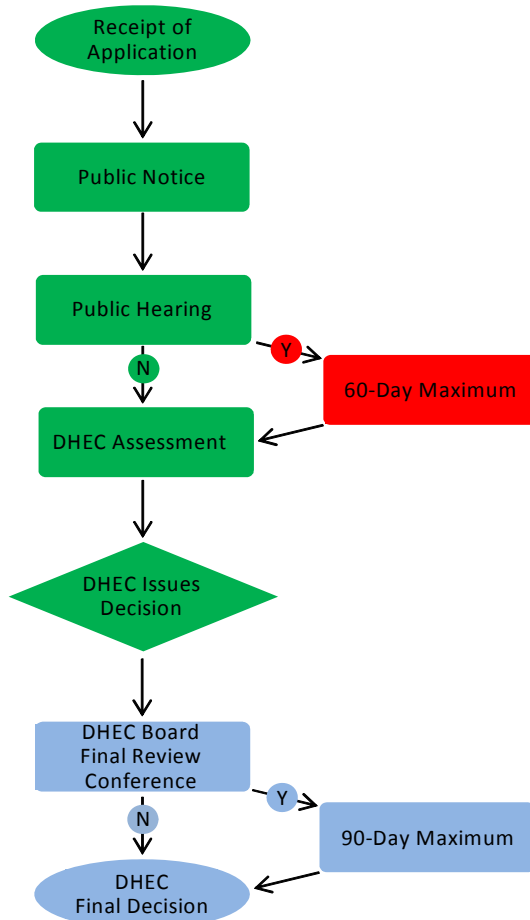 Receipt of
Application
Public Notice
Public Hearing
Y
N
60-Day Maximum
DHEC Assessment
DHEC Issues
Decision
DHEC Board
Final Review
Conference
Y
N
90-Day Maximum
DHEC
Final Decision